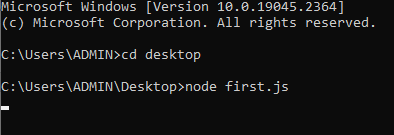 Microsoft Windows [Version 10.0.19045.2364]
(c) Microsoft Corporation. All rights reserved.
C:\Users\ADMIN>cd desktop
C:\Users\ADMIN\Desktop>node first.js